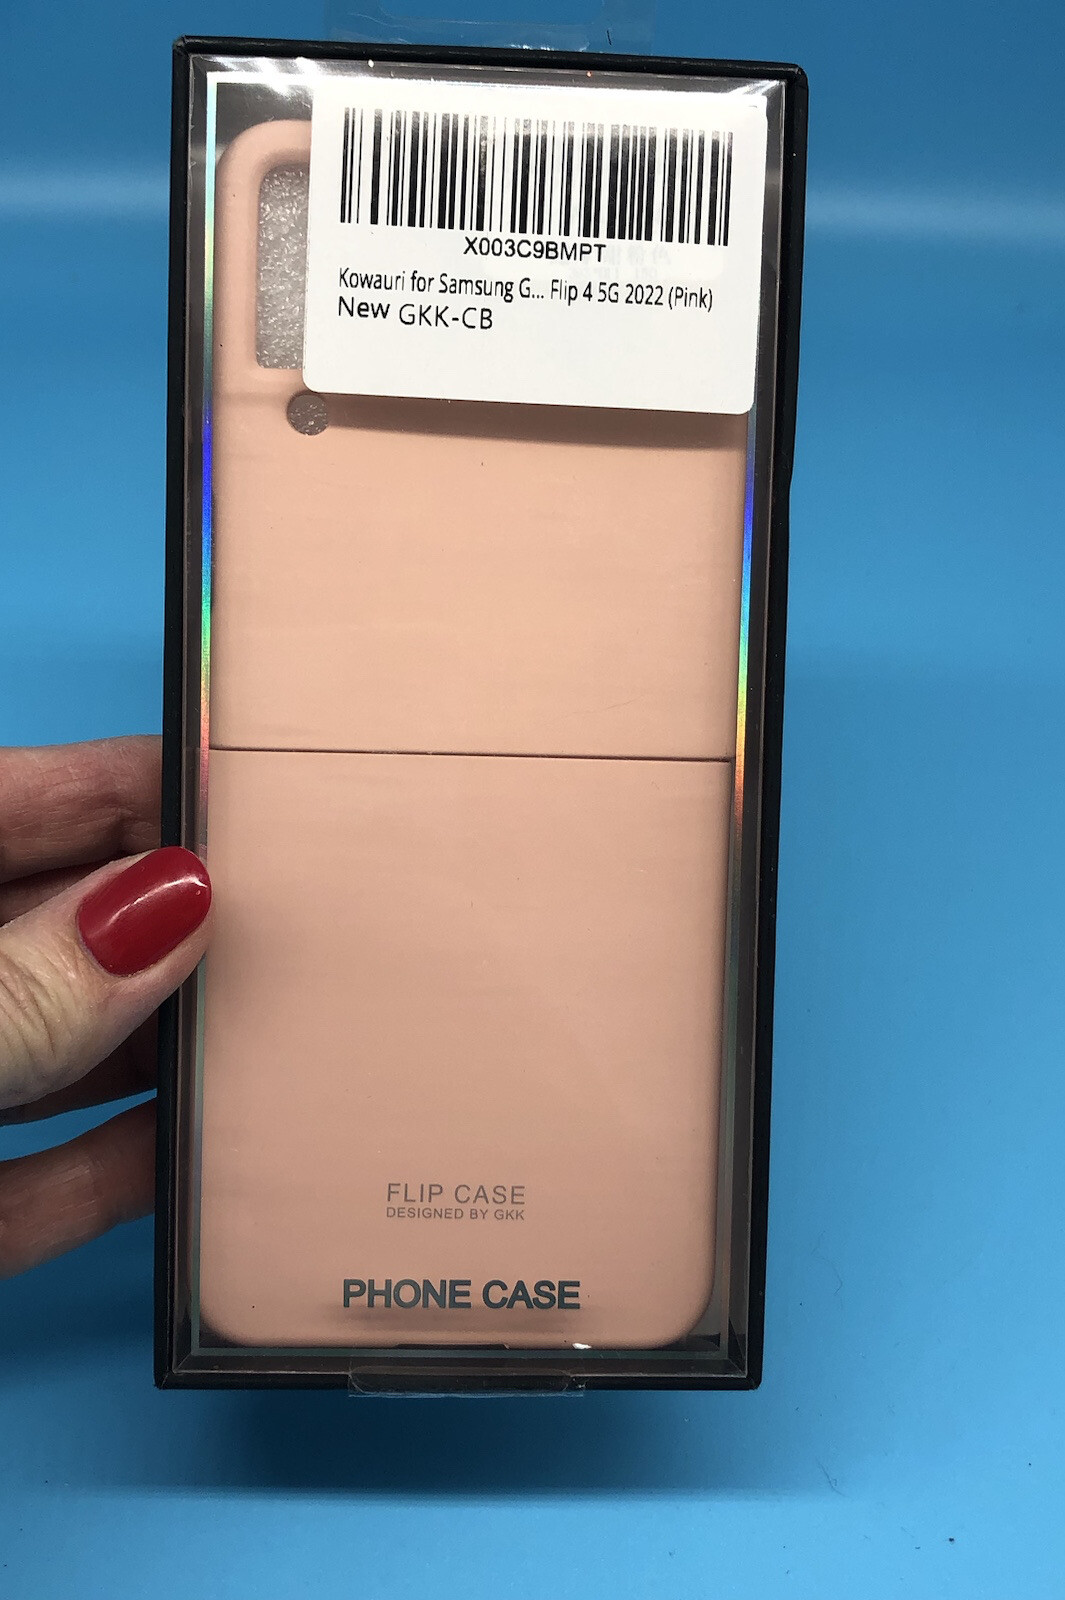 X003C9BMPT
Kowauri for Samsung G... Flip 4 5G 2022 (Pink)
New GKK-CB
FLIP CASE
DESIGNED BY GKK
PHONE CASE